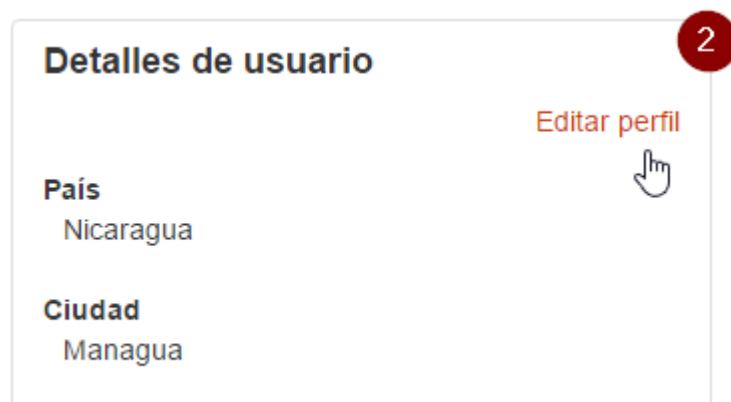 2
Detalles de usuario
Editar perfil
País
Nicaragua
Ciudad
Managua